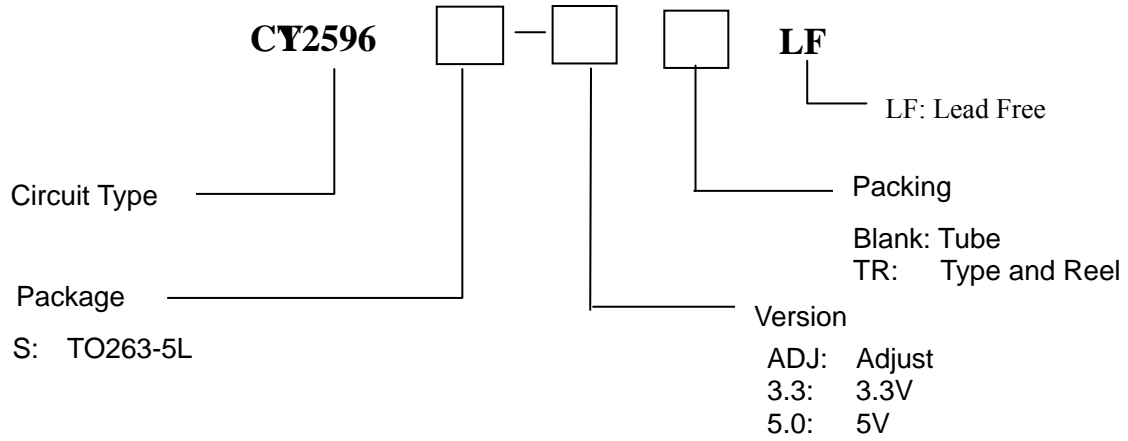 CT2596 – LF
LF: Lead Free
Circuit Type
Packing
Blank: Tube
TR: Type and Reel
Package
S: TO263-5L
Version
ADJ: Adjust
3.3: 3.3V
5.0: 5V